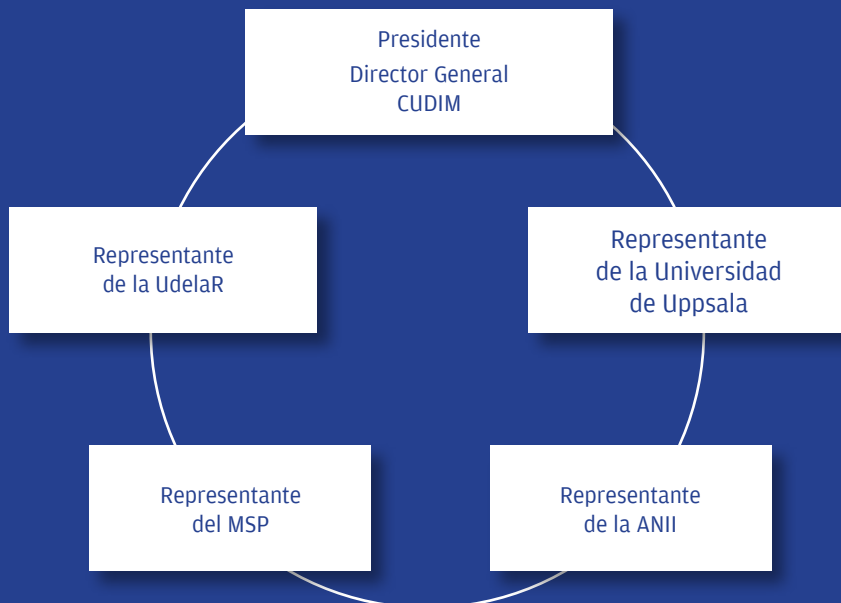 Presidente
Director General
CUDIM
Representante
de la UdelaR
Representante
de la Universidad
de Uppsala
Representante
del MSP
Representante
de la ANII